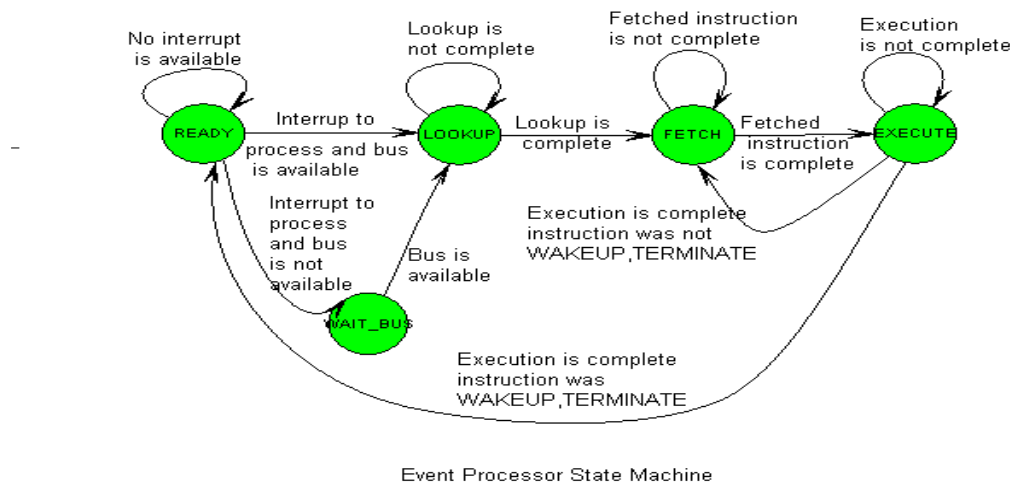 No interrupt
is available
Lookup is
not complete
Fetched instruction
is not complete
Execution
is not complete
READY
Interrup to
process and bus
is available
LOOKUP
Lookup is
complete
FETCH
Fetched
instruction
is complete
EXECUTE
Interrupt to
process
and bus
is not
available
Bus is
available
Execution is complete
instruction was not
WAKEUP,TERMINATE
WAIT_BUS
Execution is complete
instruction was
WAKEUP,TERMINATE
Event Processor State Machine